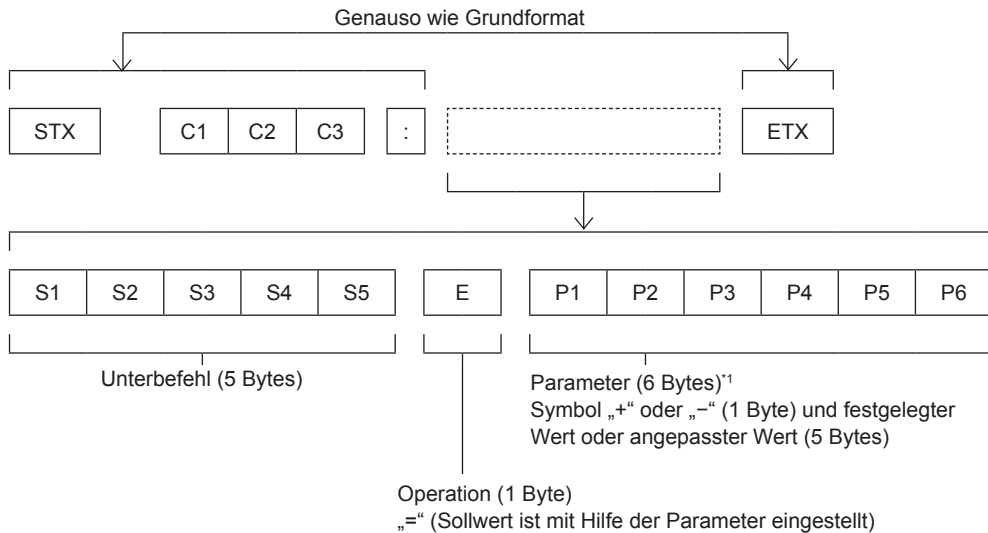 Genauso wie Grundformat
STX C1 C2 C3 : ETX
S1 S2 S3 S4 S5 E P1 P2 P3 P4 P5 P6
Unterbefehl (5 Bytes)
Parameter (6 Bytes)*1
Symbol „+“ oder „−“ (1 Byte) und festgelegter
Wert oder angepasster Wert (5 Bytes)
Operation (1 Byte)
„=“ (Sollwert ist mit Hilfe der Parameter eingestellt)